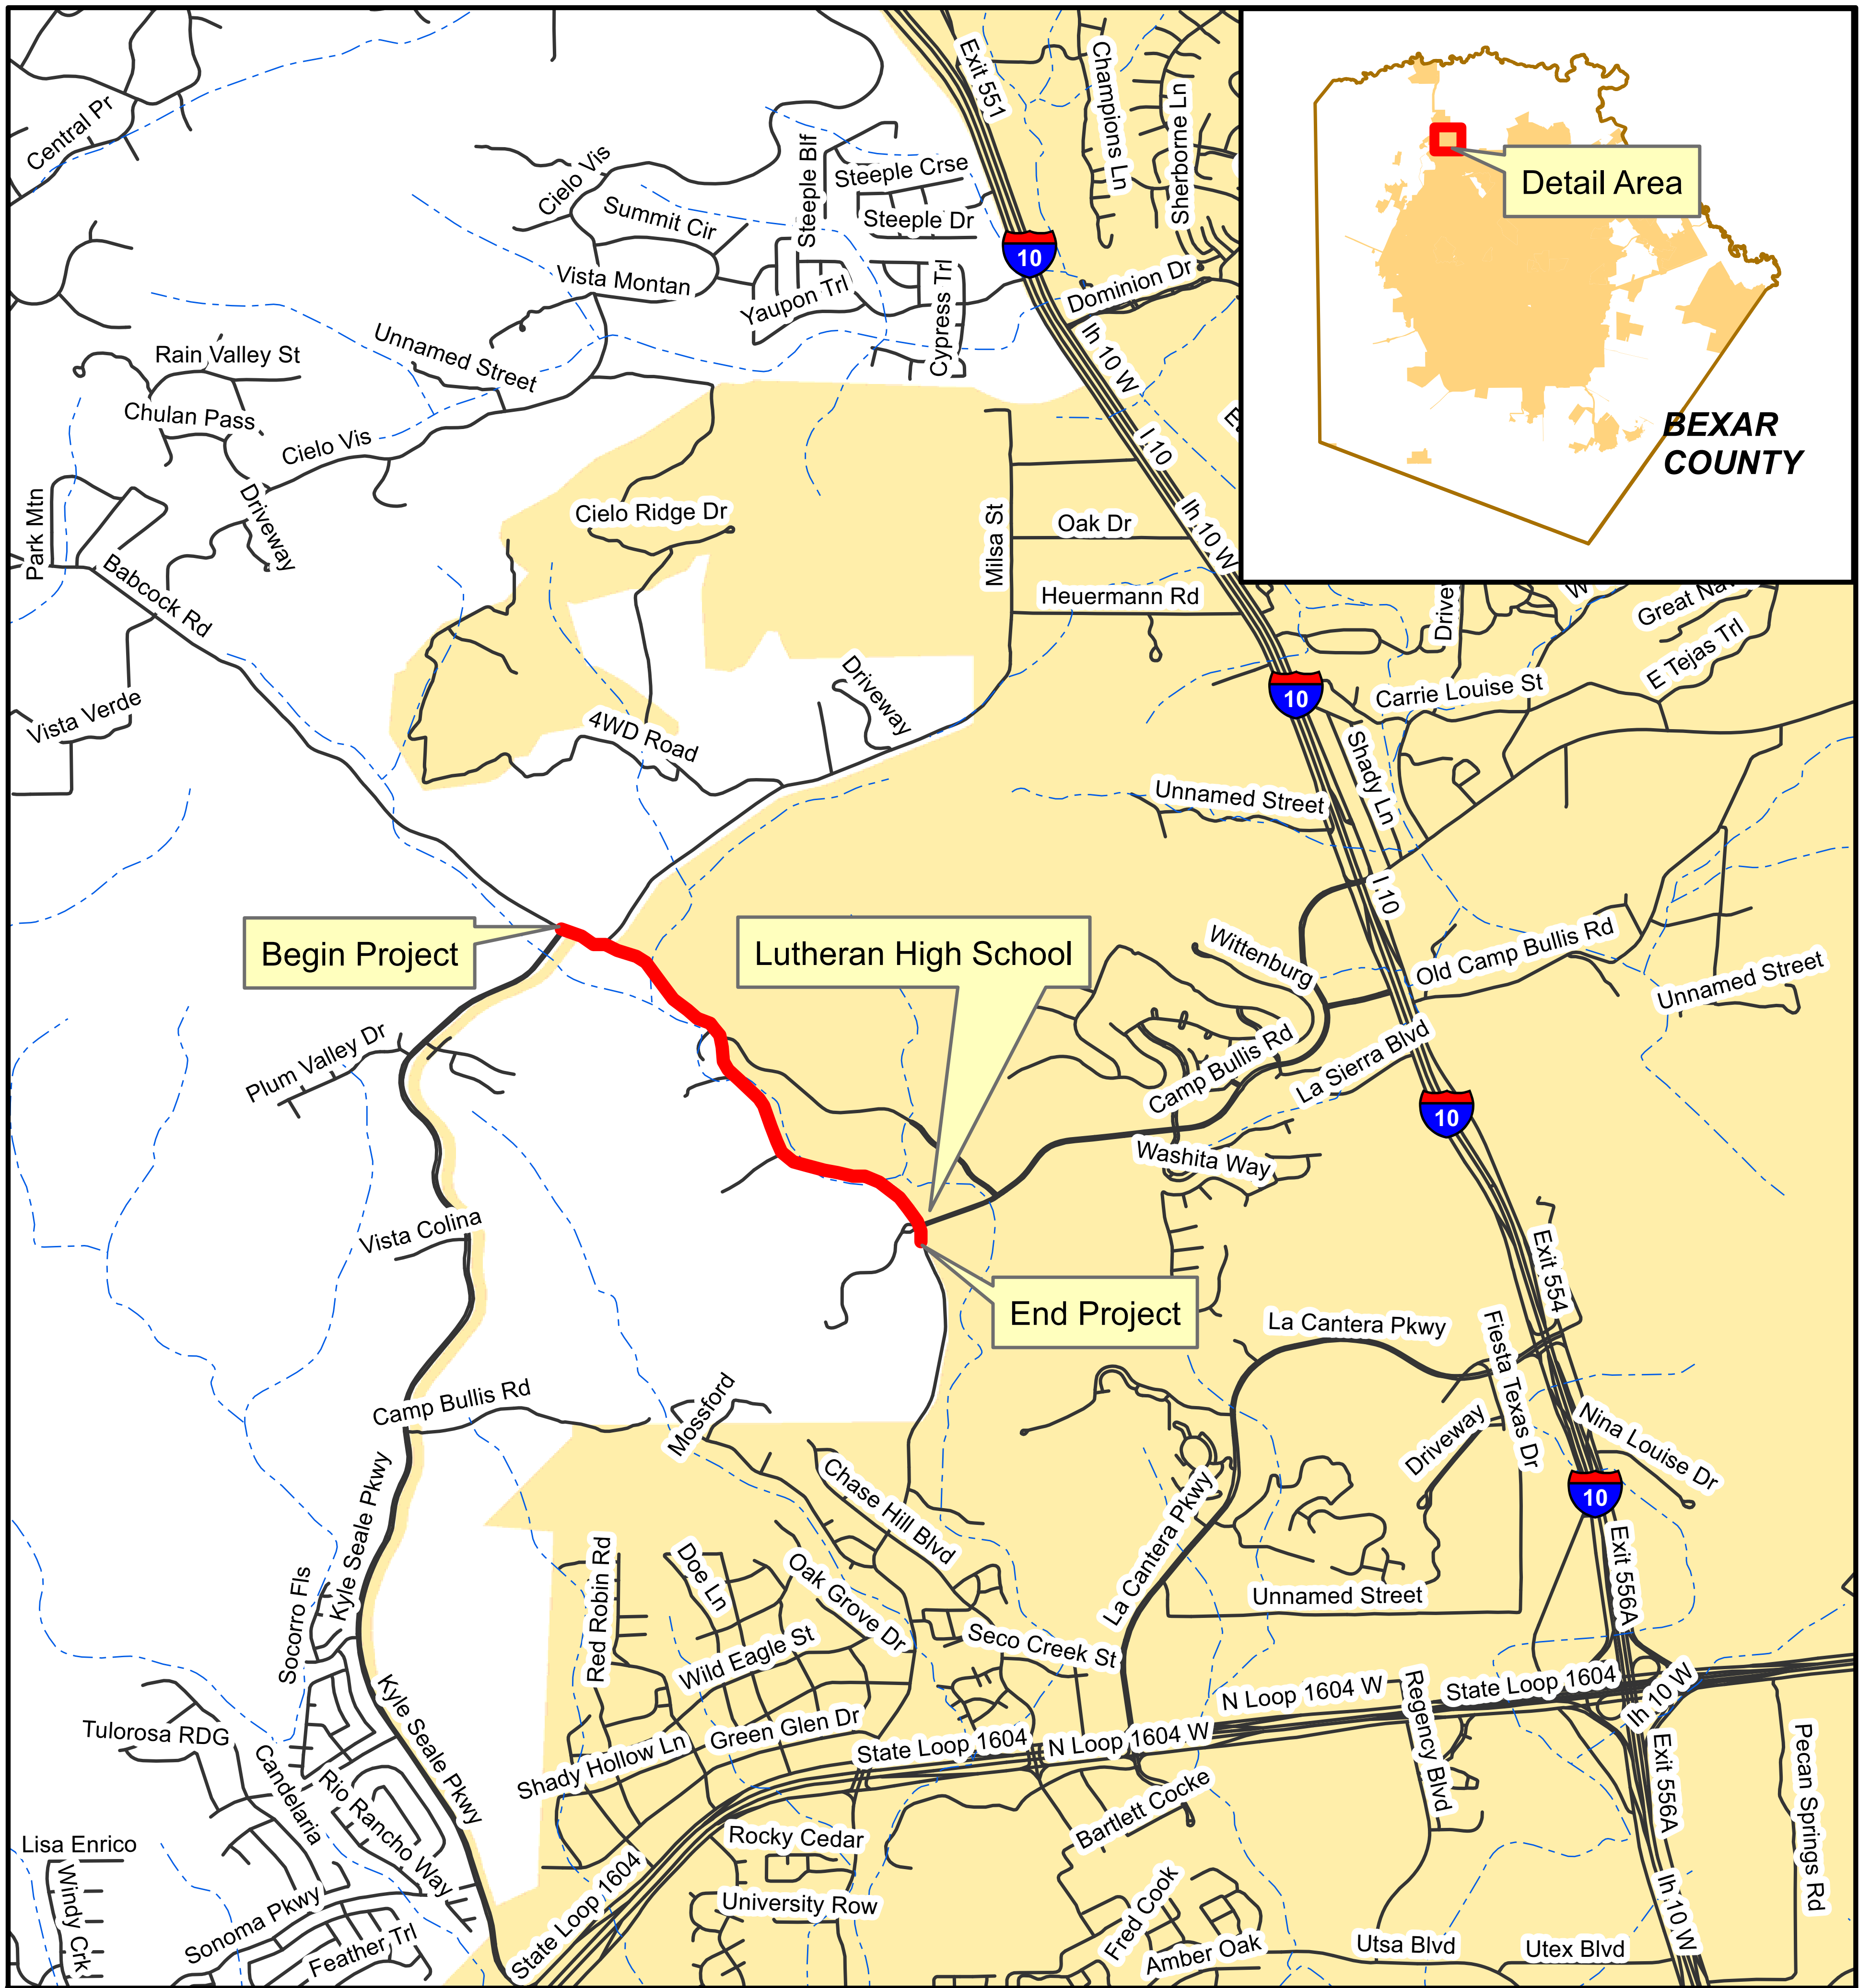 Central Pr
Exit 551
Champions Ln
Sherborne Ln
Cielo Vis
Steeple Blf
Steeple Crse
Summit Cir
Steeple Dr
Vista Montan
Yaupon Trl
Cypress Trl
10
Dominion Dr
Detail Area
BEXAR
COUNTY
Ih 10 W
Rain Valley St
Unnamed Street
Chulan Pass
Cielo Vis
I 10
Park Mtn
Driveway
Cielo Ridge Dr
Milsa St
Oak Dr
Ih 10 W
Babcock Rd
Heuermann Rd
E Tejas Trl
Vista Verde
Driveway
4WD Road
10
Carrie Louise St
Shady Ln
Unnamed Street
I 10
Begin Project
Lutheran High School
Wittenburg
Old Camp Bullis Rd
Unnamed Street
Plum Valley Dr
Camp Bullis Rd
La Sierra Blvd
10
Washita Way
Vista Colina
End Project
Exit 554
La Cantera Pkwy
Fiesta Texas Dr
Camp Bullis Rd
Mossford
Driveway
Nina Louise Dr
Chase Hill Blvd
La Cantera Pkwy
10
Kyle Seale Pkwy
Exit 556A
Socorro Fls
Red Robin Rd
Doe Ln
Oak Grove Dr
Unnamed Street
Wild Eagle St
Seco Creek St
Kyle Seale Pkwy
N Loop 1604 W
Regency Blvd
State Loop 1604
Ih 10 W
Tulorosa RDG
Shady Hollow Ln
Green Glen Dr
State Loop 1604
N Loop 1604 W
Candelaria
Rio Rancho Way
Exit 556A
Pecan Springs Rd
Bartlett Cocke
Lisa Enrico
Rocky Cedar
Windy Crk
Sonoma Pkwy
Feather Trl
State Loop 1604
University Row
Fred Cook
Amber Oak
Utsa Blvd
Utex Blvd
Ih 10 W